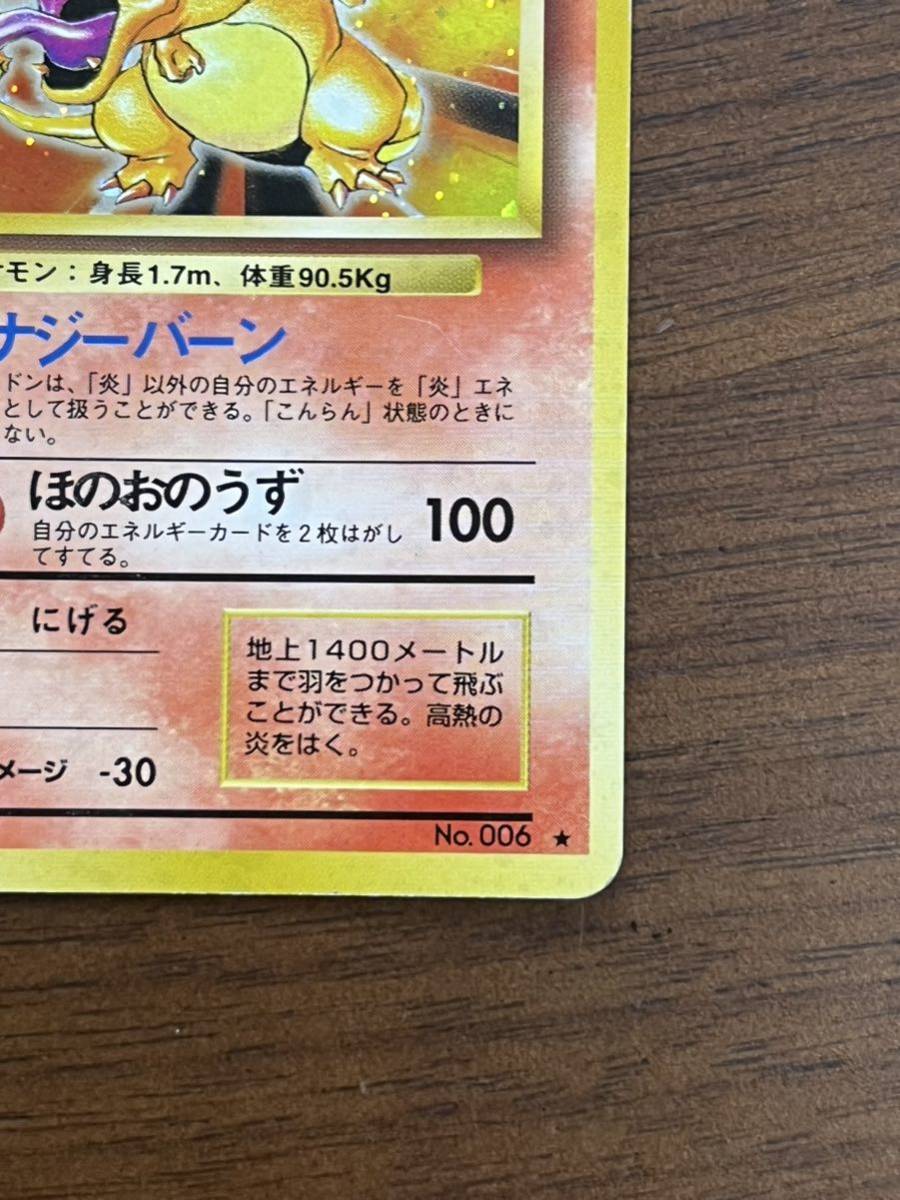 モン：身長1.7m、体重90.5Kg
ナジーバーン
ドンは、「炎」以外の自分のエネルギーを「炎」エネ
として扱うことができる。「こんらん」状態のときに
ない。
ほのおのうず 100
自分のエネルギーカードを2枚はがし
てすてる。
にげる
地上1400メートル
まで羽をつかって飛ぶ
ことができる。高熱の
炎をはく。
メージ -30
No. 006 ★